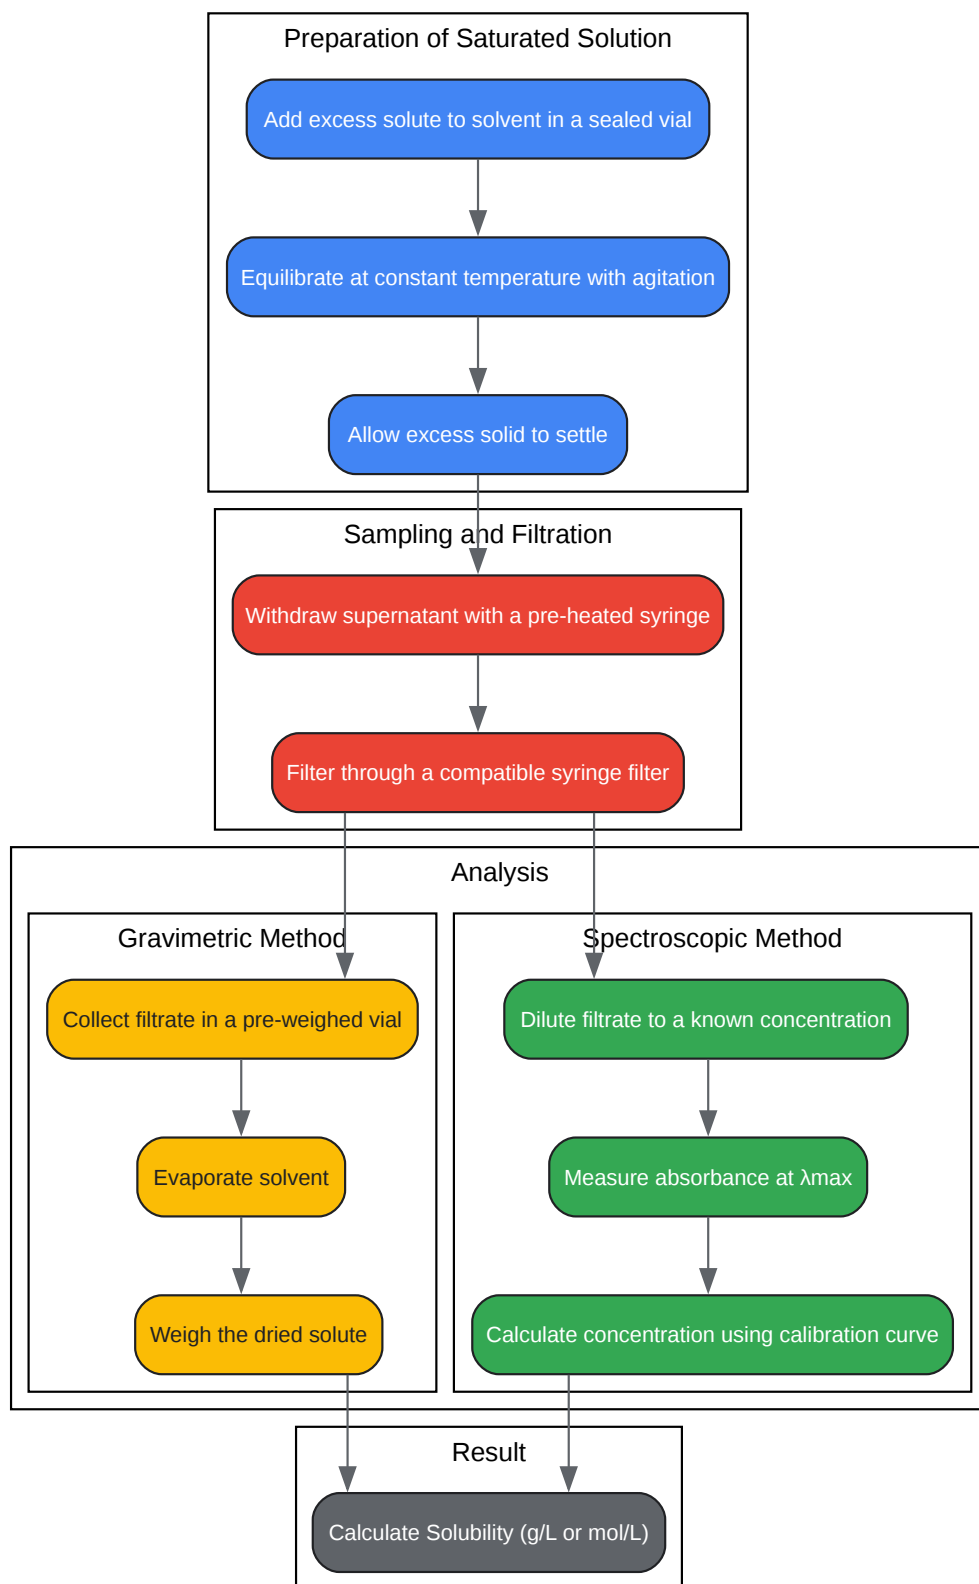 Preparation of Saturated Solution
Add excess solute to solvent in a sealed vial
Equilibrate at constant temperature with agitation
Allow excess solid to settle
Sampling and Filtration
Withdraw supernatant with a pre-heated syringe
Filter through a compatible syringe filter
Analysis
Gravimetric Method
Collect filtrate in a pre-weighed vial
Evaporate solvent
Weigh the dried solute
Spectroscopic Method
Dilute filtrate to a known concentration
Measure absorbance at λmax
Calculate concentration using calibration curve
Result
Calculate Solubility (g/L or mol/L)